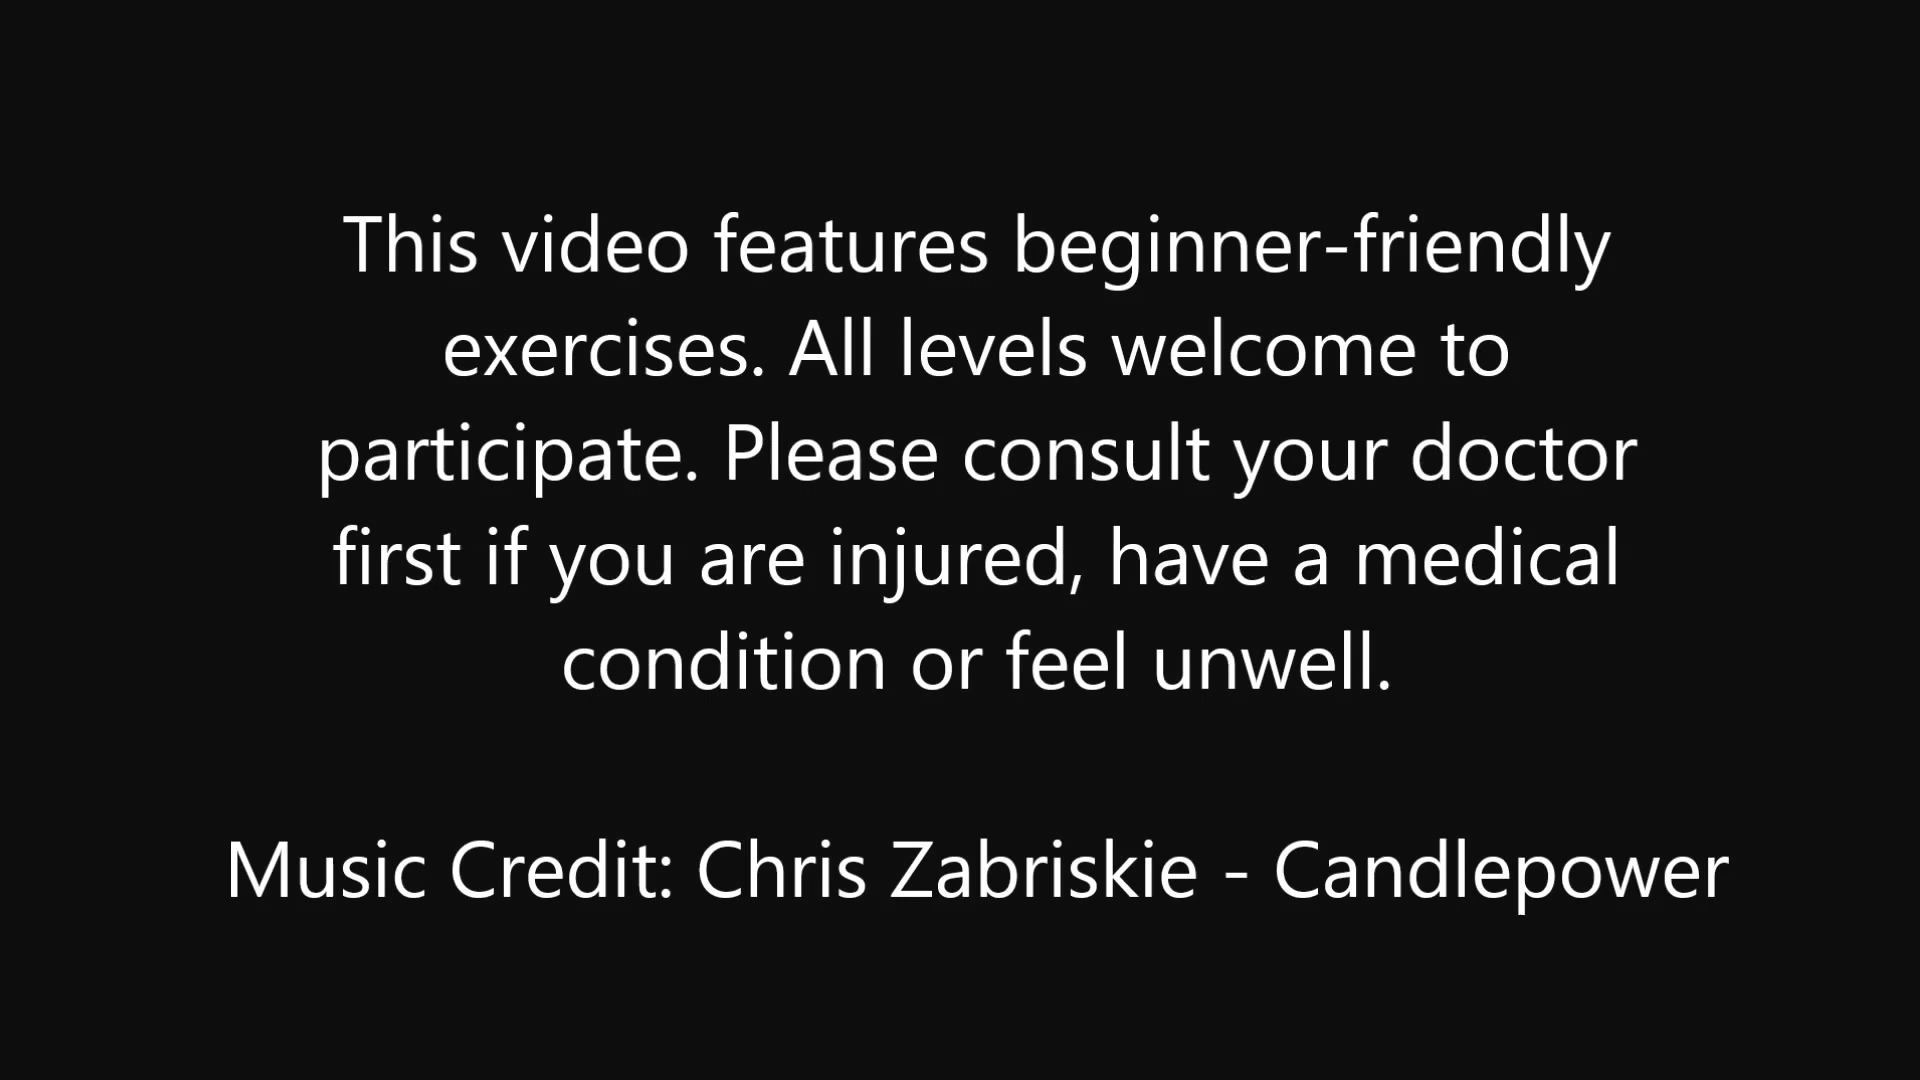 This video features beginner-friendly
exercises. All levels welcome to
participate. Please consult your doctor
first if you are injured, have a medical
condition or feel unwell.
Music Credit: Chris Zabriskie - Candlepower